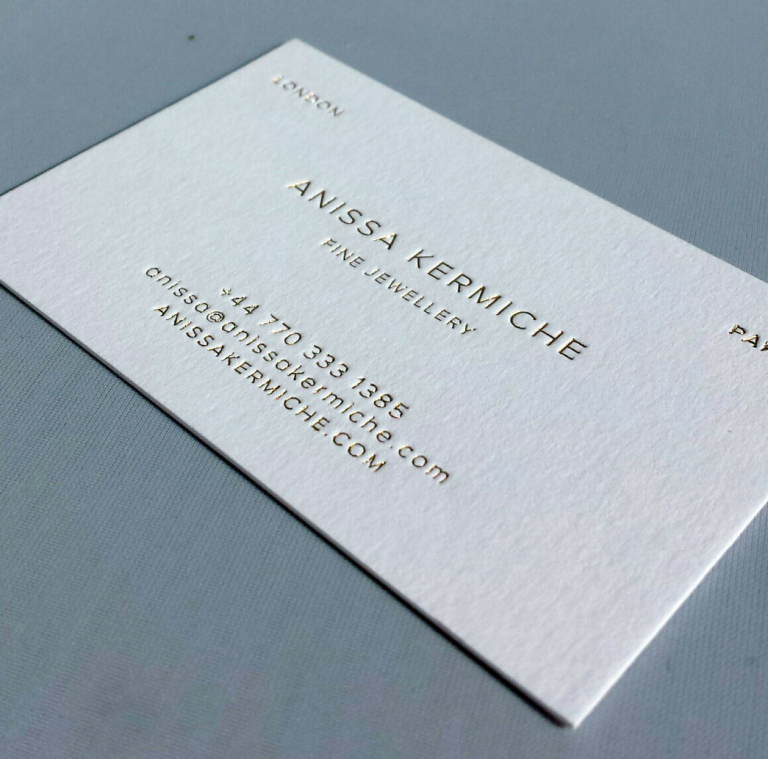 LONDON
ANISSA KERMICHE
FINE JEWELLERY
+44 770 333 1385
anissa@anissakermiche.com
ANISSAKERMICHE.COM